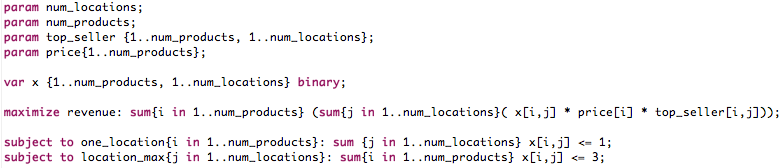 param num_locations;
param num_products;
param top_seller {1..num_products, 1..num_locations};
param price{1..num_products};
var x {1..num_products, 1..num_locations} binary;
maximize revenue: sum{i in 1..num_products} (sum{j in 1..num_locations}( x[i,j] * price[i] * top_seller[i,j]));
subject to one_location{i in 1..num_products}: sum {j in 1..num_locations} x[i,j] <= 1;
subject to location_max{j in 1..num_locations}: sum{i in 1..num_products} x[i,j] <= 3;